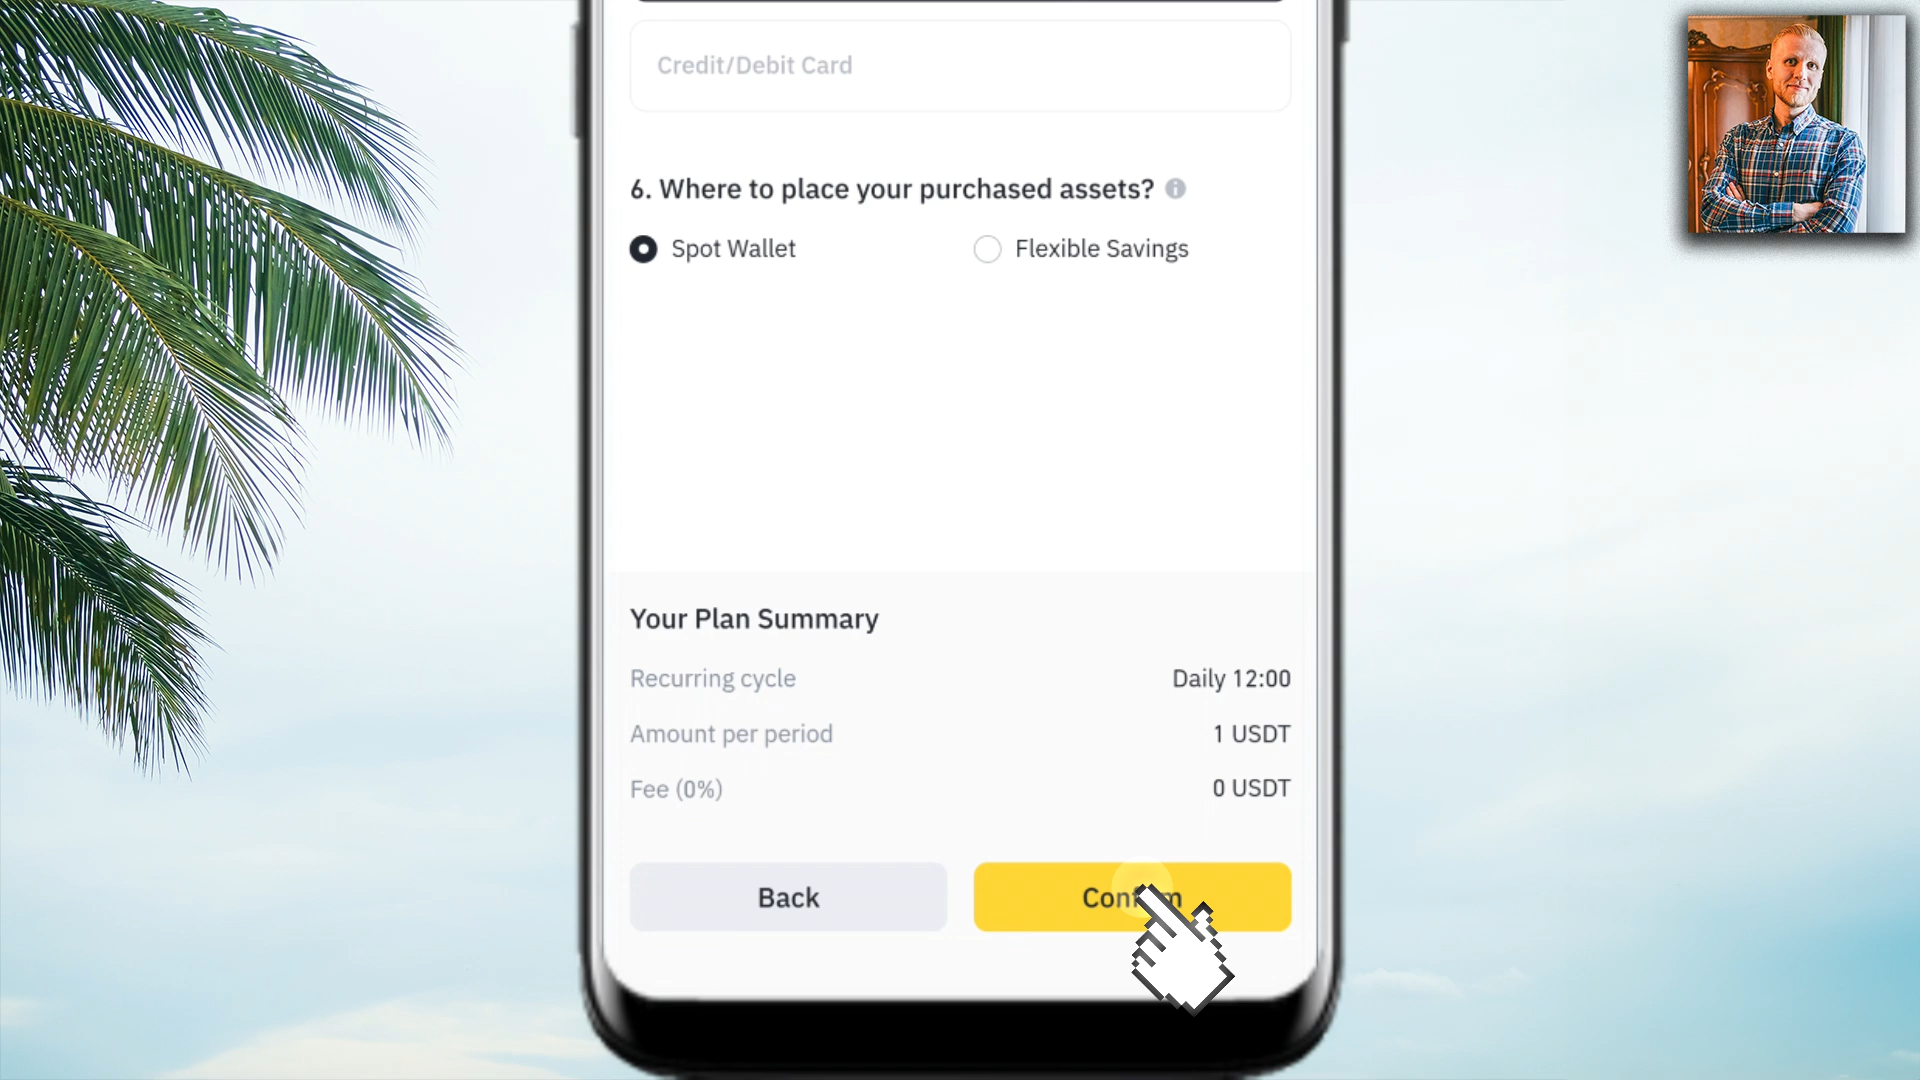 Credit/Debit Card
6. Where to place your purchased assets?
Spot Wallet
Flexible Savings
Your Plan Summary
Recurring cycle
Daily 12:00
Amount per period
1 USDT
Fee (0%)
0 USDT
Back
Confirm